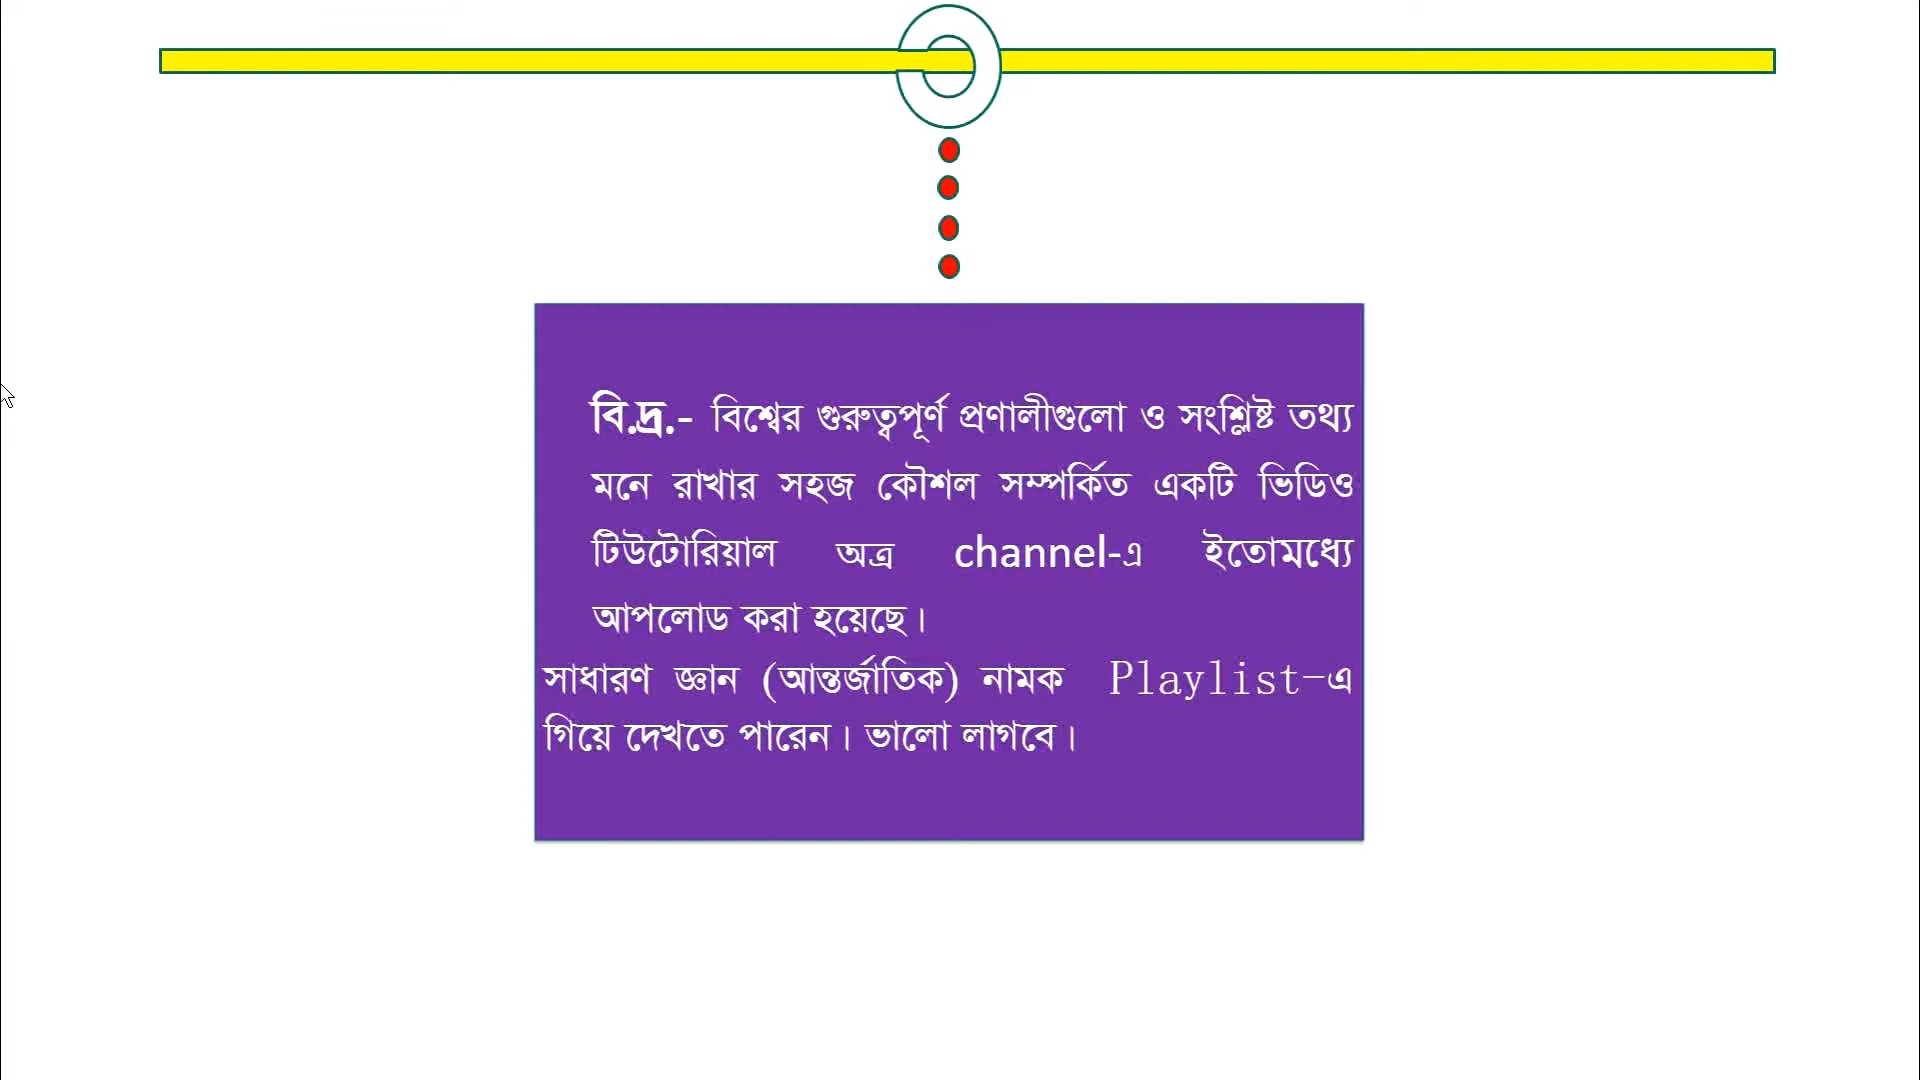 বি.দ্র.- বিশ্বের গুরুত্বপূর্ণ প্রণালীগুলো ও সংশ্লিষ্ট তথ্য
মনে রাখার সহজ কৌশল সম্পর্কিত একটি ভিডিও
টিউটোরিয়াল অত্র channel-এ ইতোমধ্যে
আপলোড করা হয়েছে।
সাধারণ জ্ঞান (আন্তর্জাতিক) নামক Playlist-এ
গিয়ে দেখতে পারেন। ভালো লাগবে।